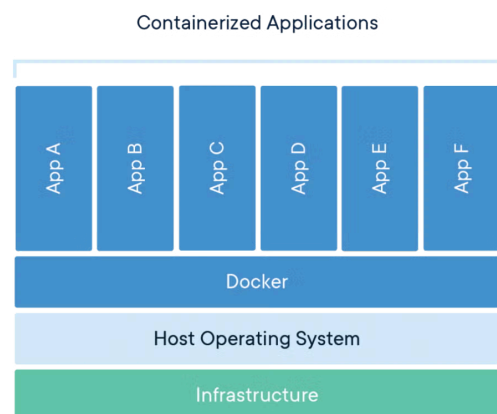 Containerized Applications
App A
App B
App C
App D
App E
App F
Docker
Host Operating System
Infrastructure